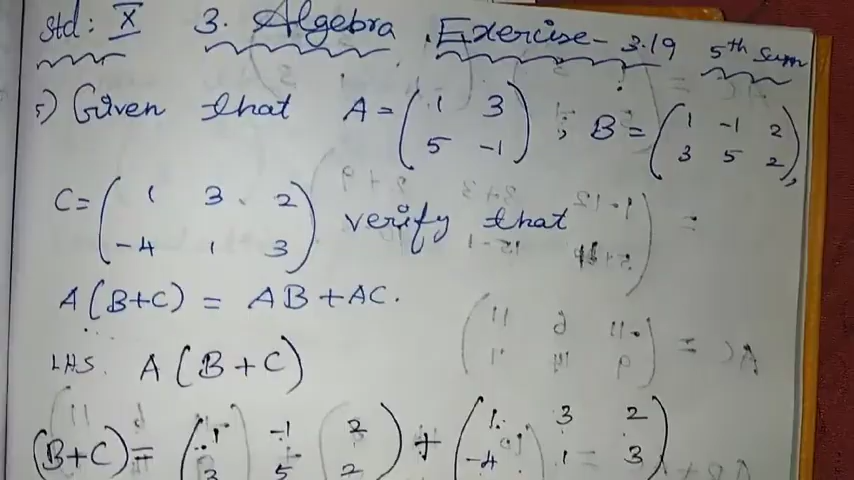 Std: X 3. Algebra Exercise - 3.19 5th Sum
5) Given that A = ( 1 3 ; B = ( 1 -1 2
5 -1 ) 3 5 2 ),
C = ( 1 3 2 verify that
-4 1 3 )
A(B+C) = AB + AC.
LHS. A(B+C)
(B+C) = ( 1 -1 2 ) + ( 1 3 2
3 5 2 -4 1 3 )